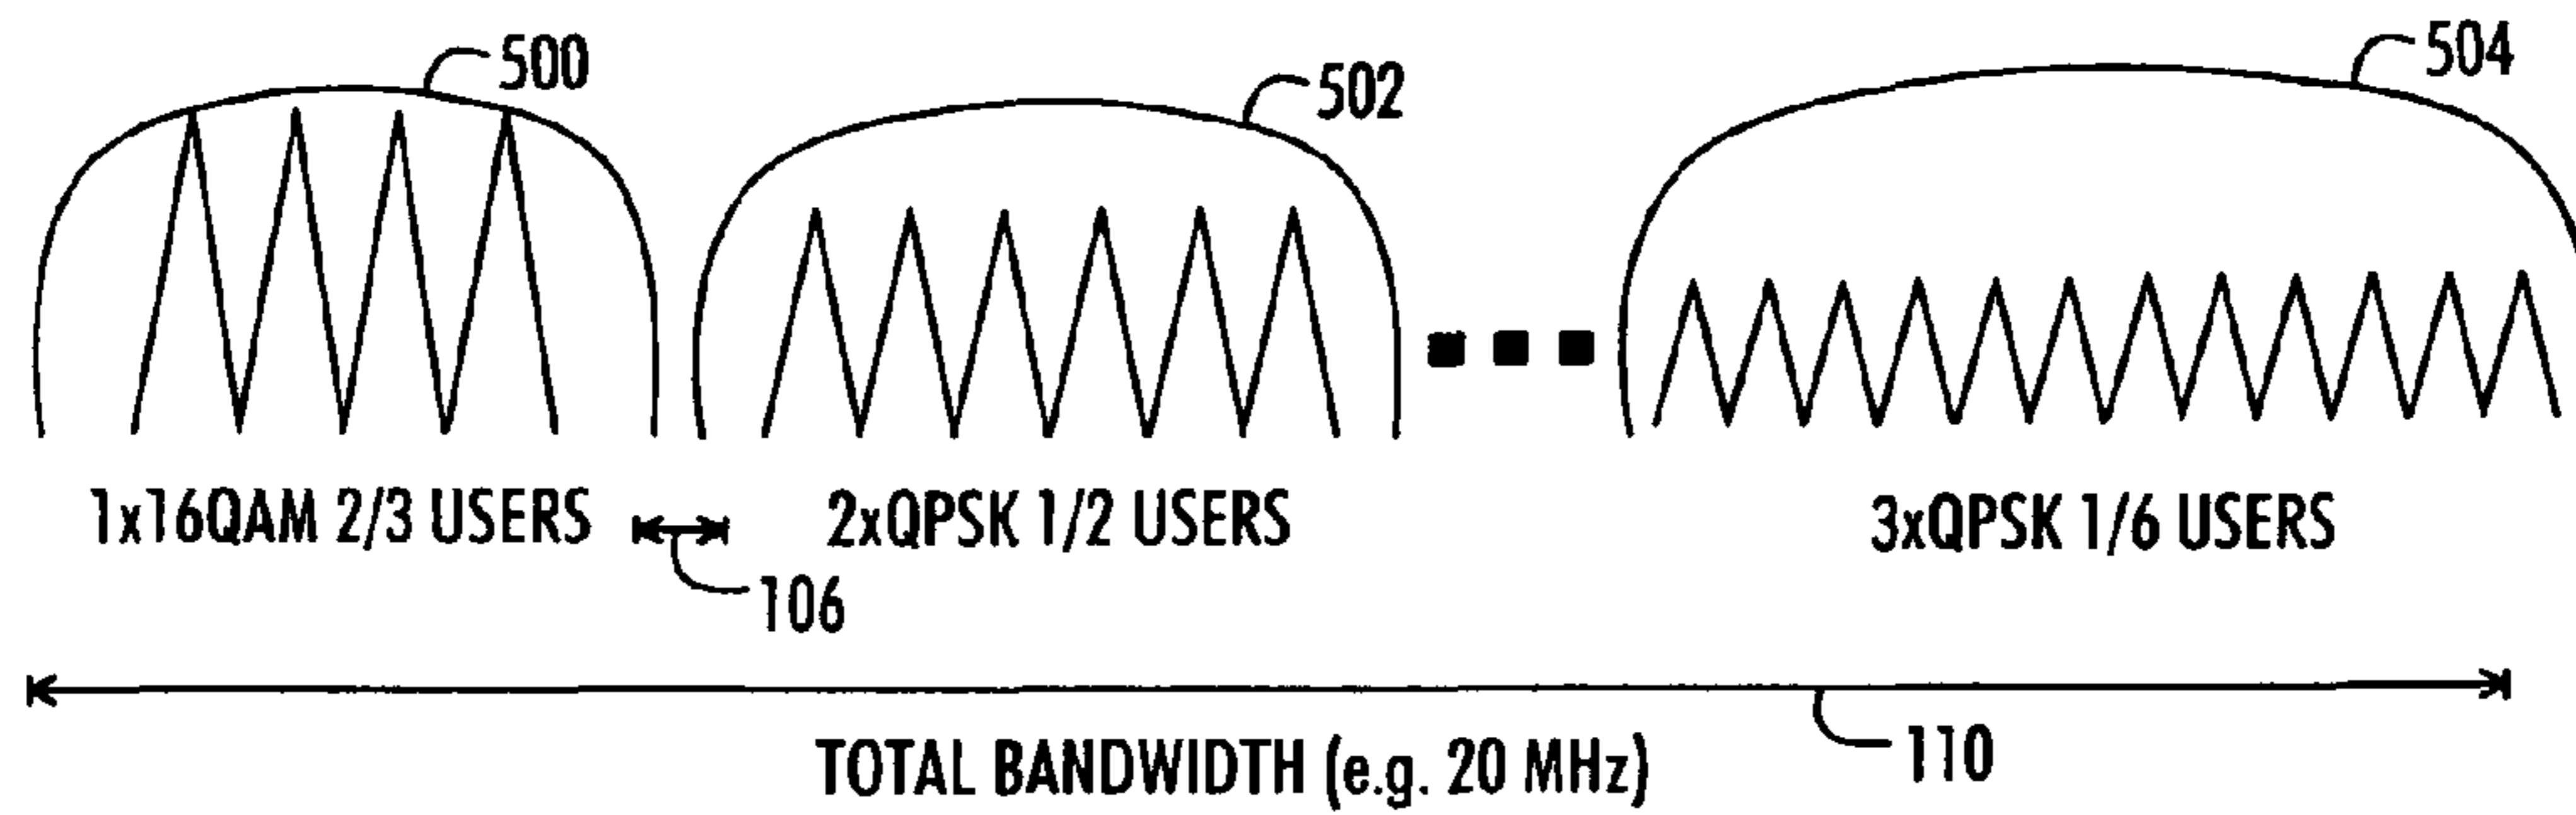 500
502
504
1x16QAM 2/3 USERS
2xQPSK 1/2 USERS
3xQPSK 1/6 USERS
106
110
TOTAL BANDWIDTH (e.g. 20 MHz)